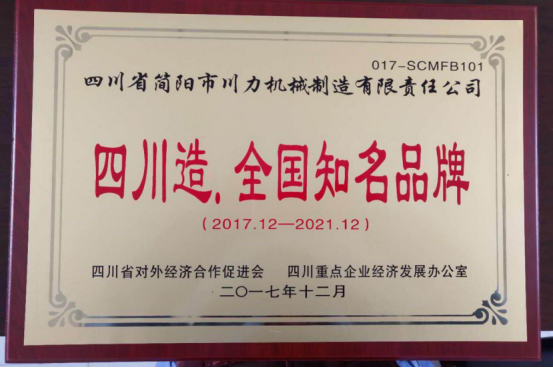 017-SCMFB101
四川省简阳市川力机械制造有限责任公司
四川造.全国知名品牌
(2017.12—2021.12)
四川省对外经济合作促进会 四川重点企业经济发展办公室
二〇一七年十二月